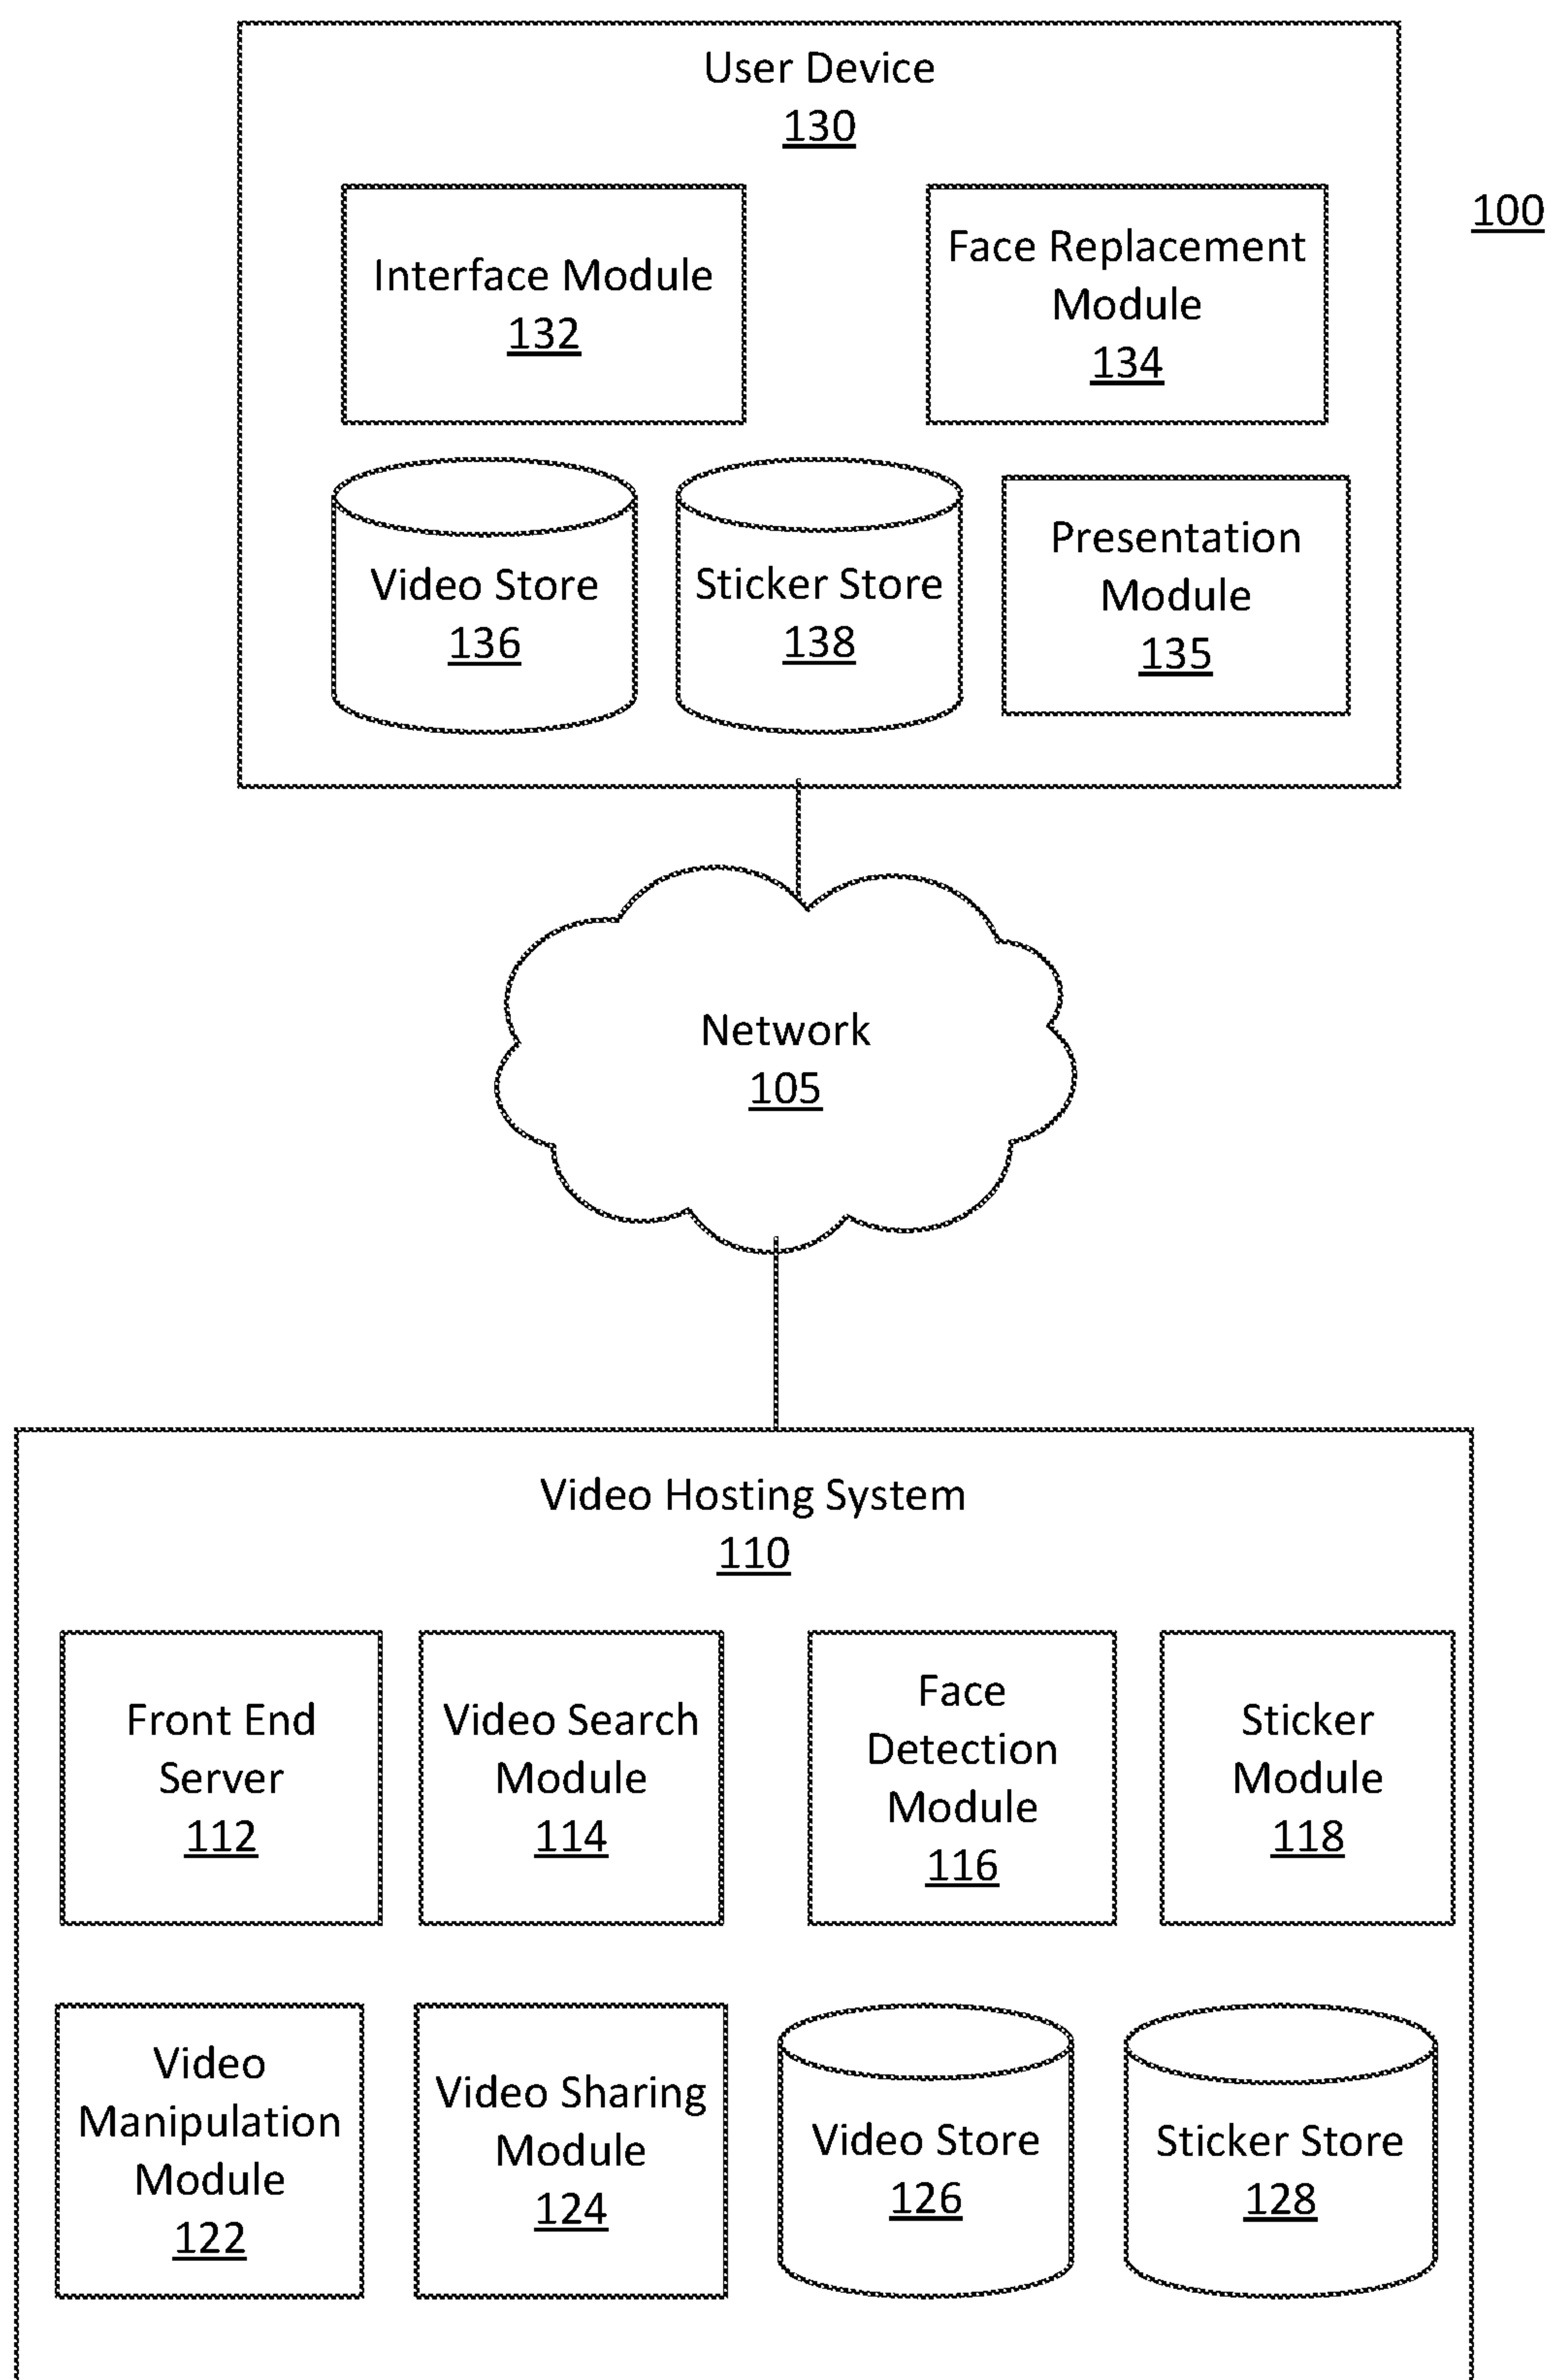 User Device
130
100
Interface Module
132
Face Replacement
Module
134
Video Store
136
Sticker Store
138
Presentation
Module
135
Network
105
Video Hosting System
110
Front End
Server
112
Video Search
Module
114
Face
Detection
Module
116
Sticker
Module
118
Video
Manipulation
Module
122
Video Sharing
Module
124
Video Store
126
Sticker Store
128